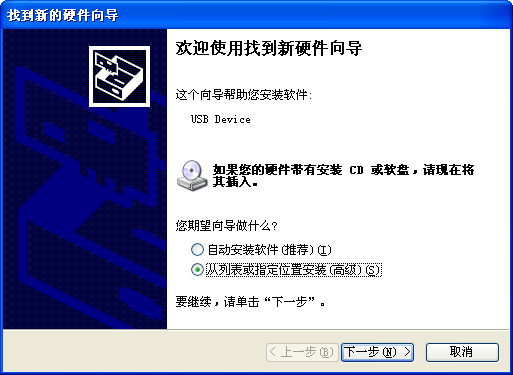 找到新的硬件向导
欢迎使用找到新硬件向导
这个向导帮助您安装软件:
USB Device
如果您的硬件带有安装 CD 或软盘,请现在将
其插入。
您期望向导做什么?
自动安装软件(推荐)(I)
从列表或指定位置安装(高级)(S)
要继续,请单击“下一步”。
< 上一步(B)
下一步(N) >
取消